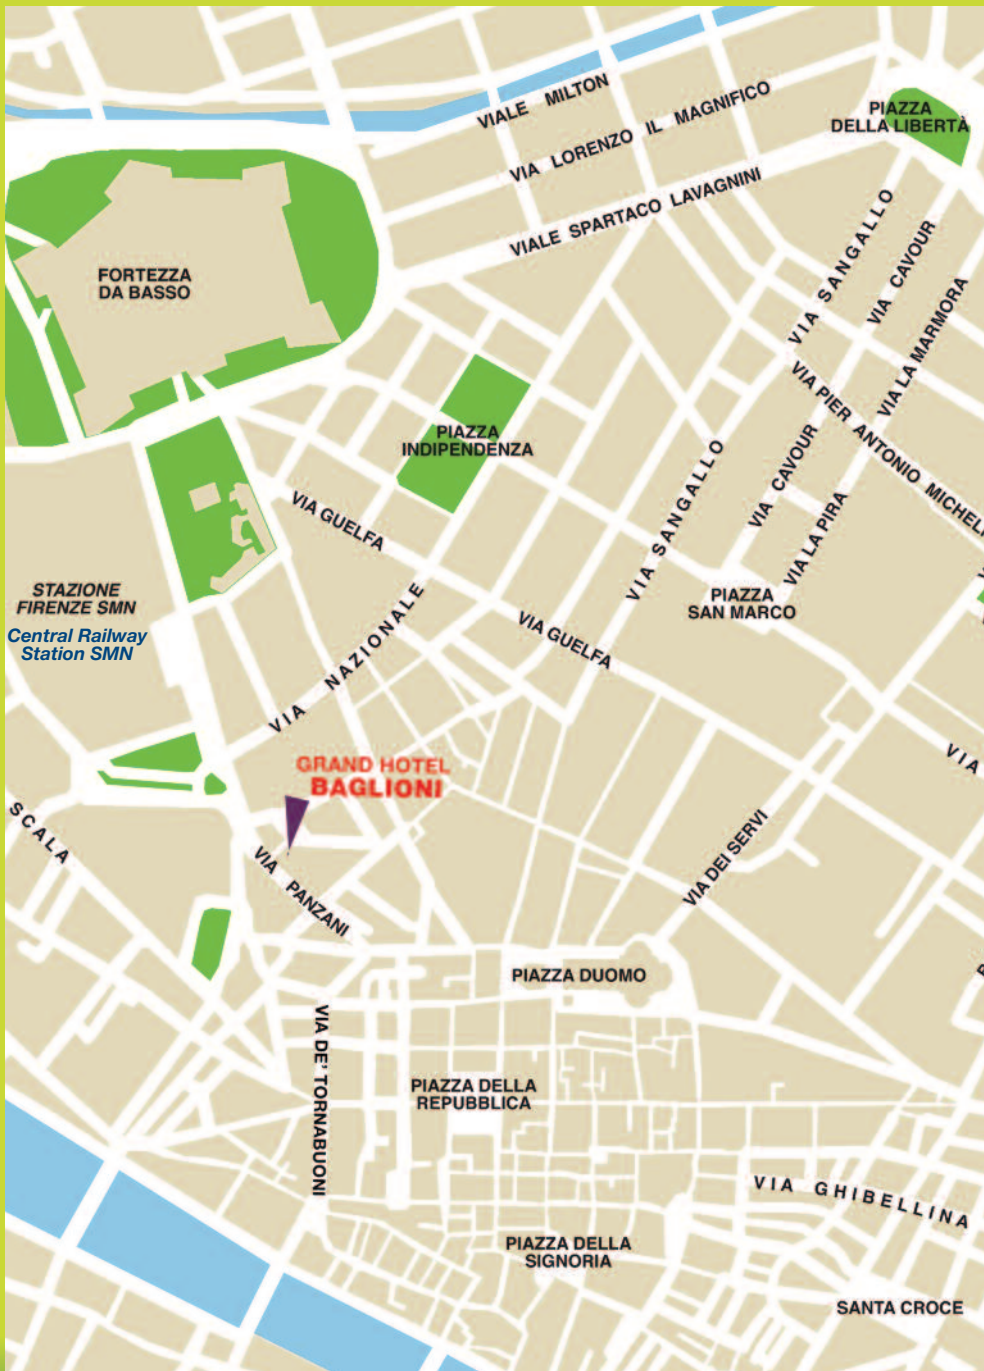 VIALE MILTON
VIA LORENZO IL MAGNIFICO
PIAZZA
DELLA LIBERTÀ
VIALE SPARTACO LAVAGNINI
VIA SANGALLO
VIA CAVOUR
FORTEZZA
DA BASSO
VIA LA MARMORA
VIA PIER ANTONIO MICHELI
PIAZZA
INDIPENDENZA
VIA CAVOUR
VIA GUELFA
VIA SANGALLO
VIA LA PIRA
STAZIONE
FIRENZE SMN
Central Railway
Station SMN
VIA NAZIONALE
PIAZZA
SAN MARCO
VIA GUELFA
VIA
GRAND HOTEL
BAGLIONI
SCALA
VIA PANZANI
VIA DEI SERVI
PIAZZA DUOMO
VIA DE' TORNABUONI
PIAZZA DELLA
REPUBBLICA
VIA GHIBELLINA
PIAZZA DELLA
SIGNORIA
SANTA CROCE